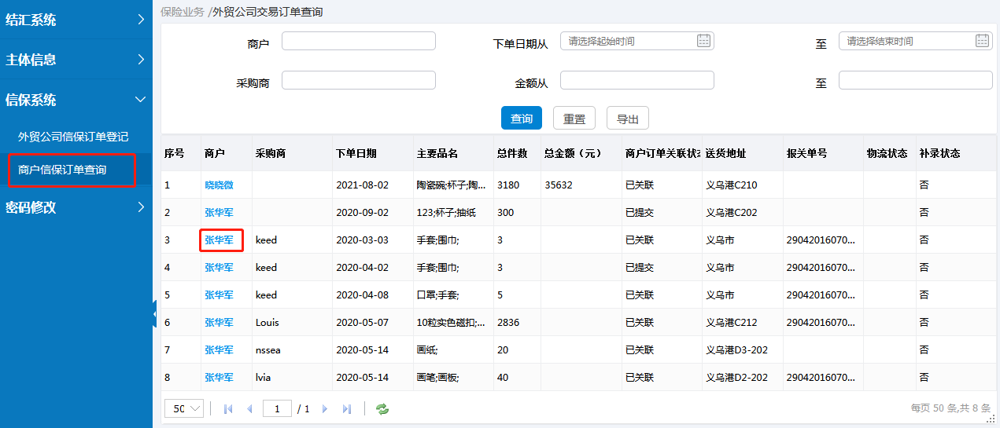 结汇系统
主体信息
信保系统
外贸公司信保订单登记
商户信保订单查询
密码修改
保险业务 /外贸公司交易订单查询
商户 下单日期从 请选择起始时间 至 请选择结束时间
采购商 金额从 至
查询 重置 导出
序号 商户 采购商 下单日期 主要品名 总件数 总金额（元） 商户订单关联状态 送货地址 报关单号 物流状态 补录状态
1 晓晓微 2021-08-02 陶瓷碗;杯子;陶... 3180 35632 已关联 义乌港C210 否
2 张华军 2020-09-02 123;杯子;抽纸 300 已提交 义乌港C202 否
3 张华军 keed 2020-03-03 手套;围巾; 3 已关联 义乌市 29042016070... 否
4 张华军 keed 2020-04-02 手套;围巾; 3 已提交 义乌市 29042016070... 否
5 张华军 keed 2020-04-08 口罩;手套; 5 已关联 义乌市 29042016070... 否
6 张华军 Louis 2020-05-07 10粒实色磁扣;... 2836 已关联 义乌港C212 29042016070... 否
7 张华军 nssea 2020-05-14 画纸; 20 已关联 义乌港D3-202 否
8 张华军 lvia 2020-05-14 画笔;画板; 40 已关联 义乌港D2-202 29042016070... 否
50 1 / 1 每页 50 条,共 8 条